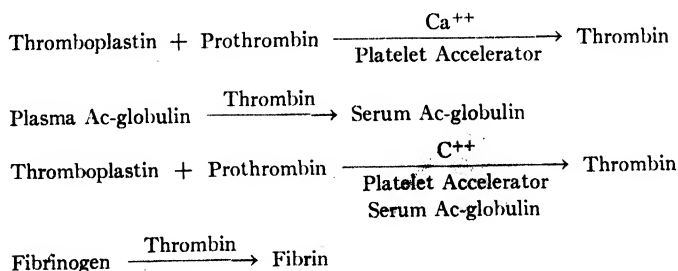 Ca++
Thromboplastin + Prothrombin ⟶ Thrombin
Platelet Accelerator
Thrombin
Plasma Ac-globulin ⟶ Serum Ac-globulin
C++
Thromboplastin + Prothrombin ⟶ Thrombin
Platelet Accelerator
Serum Ac-globulin
Thrombin
Fibrinogen ⟶ Fibrin